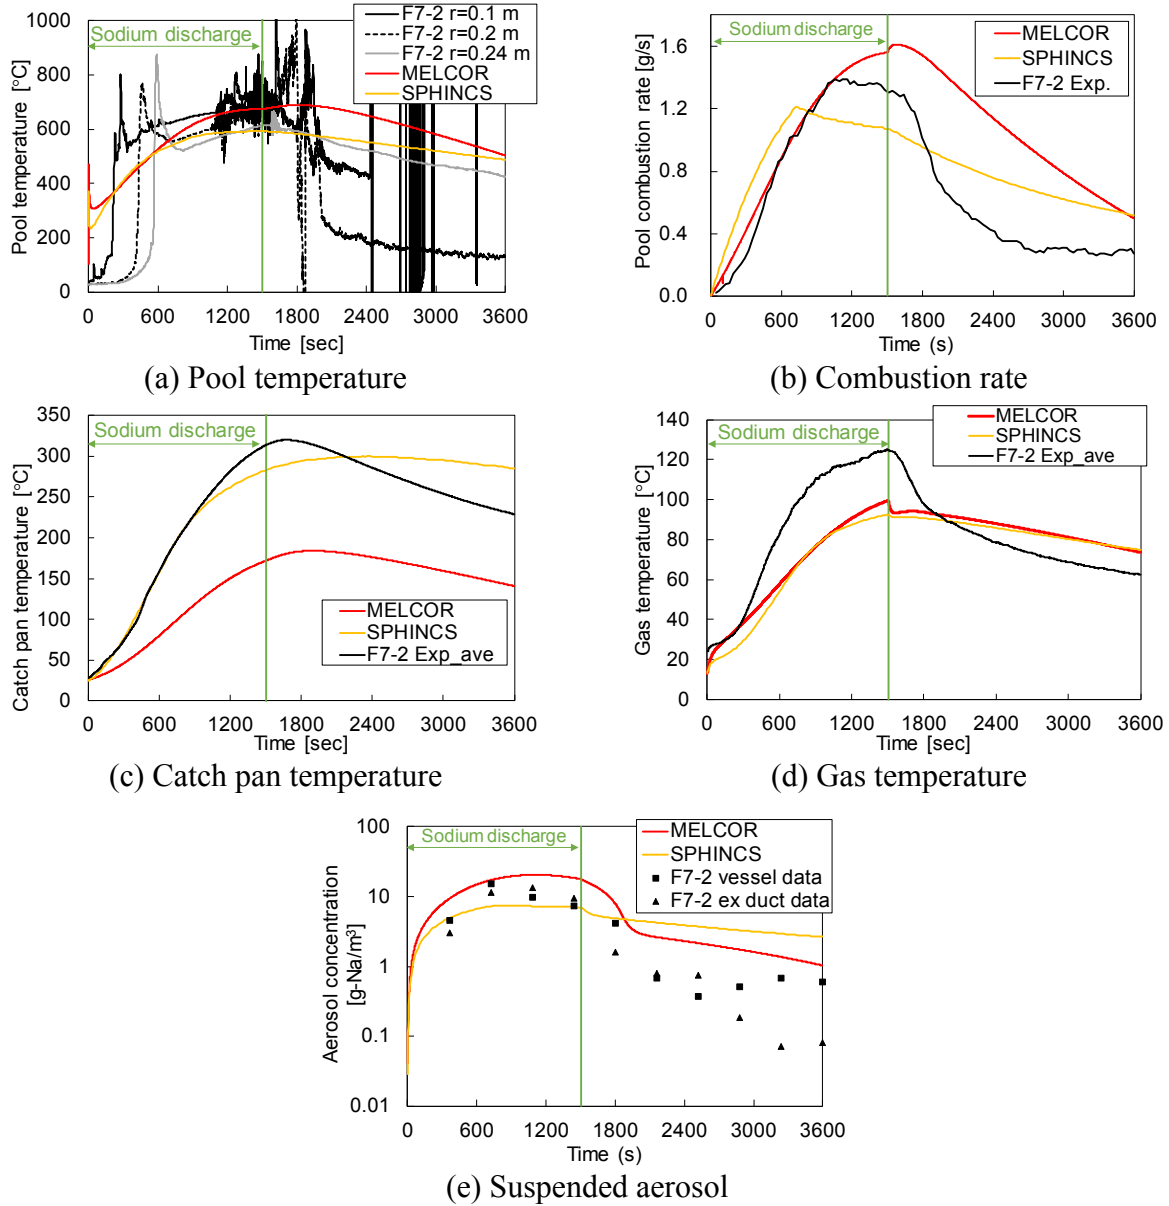 F7-2 r=0.1 m
F7-2 r=0.2 m
F7-2 r=0.24 m
MELCOR
SPHINCS
Sodium discharge
Pool temperature [°C]
1000
800
600
400
200
0
0 600 1200 1800 2400 3000 3600
Time [sec]
(a) Pool temperature
MELCOR
SPHINCS
F7-2 Exp.
Sodium discharge
Pool combustion rate [g/s]
1.6
1.2
0.8
0.4
0.0
0 600 1200 1800 2400 3000 3600
Time (s)
(b) Combustion rate
Sodium discharge
Catch pan temperature [°C]
350
300
250
200
150
100
50
0
MELCOR
SPHINCS
F7-2 Exp_ave
0 600 1200 1800 2400 3000 3600
Time [sec]
(c) Catch pan temperature
MELCOR
SPHINCS
F7-2 Exp_ave
Sodium discharge
Gas temperature [°C]
140
120
100
80
60
40
20
0
0 600 1200 1800 2400 3000 3600
Time [sec]
(d) Gas temperature
MELCOR
SPHINCS
F7-2 vessel data
F7-2 ex duct data
Sodium discharge
Aerosol concentration
[g-Na/m³]
100
10
1
0.1
0.01
0 600 1200 1800 2400 3000 3600
Time (s)
(e) Suspended aerosol